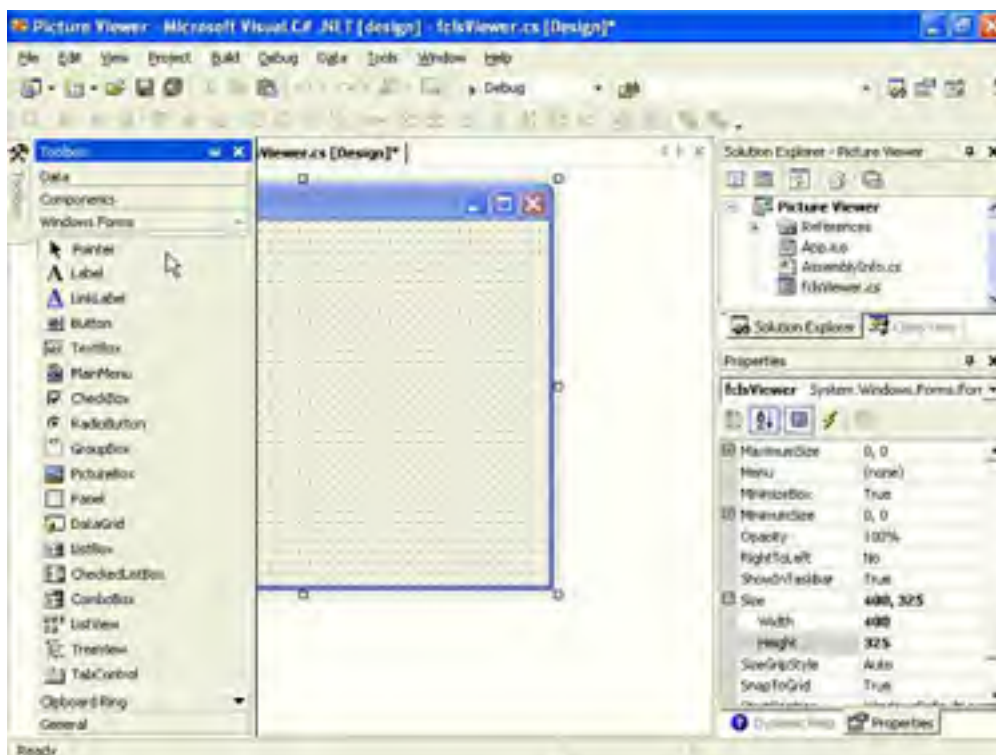 Picture Viewer - Microsoft Visual C# .NET [design] - fclsViewer.cs [Design]*
File Edit View Project Build Debug Data Tools Window Help
Debug
Toolbox
Data
Components
Windows Forms
Pointer
Label
LinkLabel
Button
TextBox
MainMenu
CheckBox
RadioButton
GroupBox
PictureBox
Panel
DataGrid
ListBox
CheckedListBox
ComboBox
ListView
TreeView
TabControl
Clipboard Ring
General
Toolbox
Viewer.cs [Design]*
Solution Explorer - Picture Viewer
Picture Viewer
References
App.ico
AssemblyInfo.cs
fclsViewer.cs
Solution Explorer Class View
Properties
fclsViewer System.Windows.Forms.Forr
MaximumSize 0, 0
Menu (none)
MinimizeBox True
MinimumSize 0, 0
Opacity 100%
RightToLeft No
ShowInTaskbar True
Size 400, 325
Width 400
Height 325
SizeGripStyle Auto
SnapToGrid True
Dynamic Help Properties
Ready